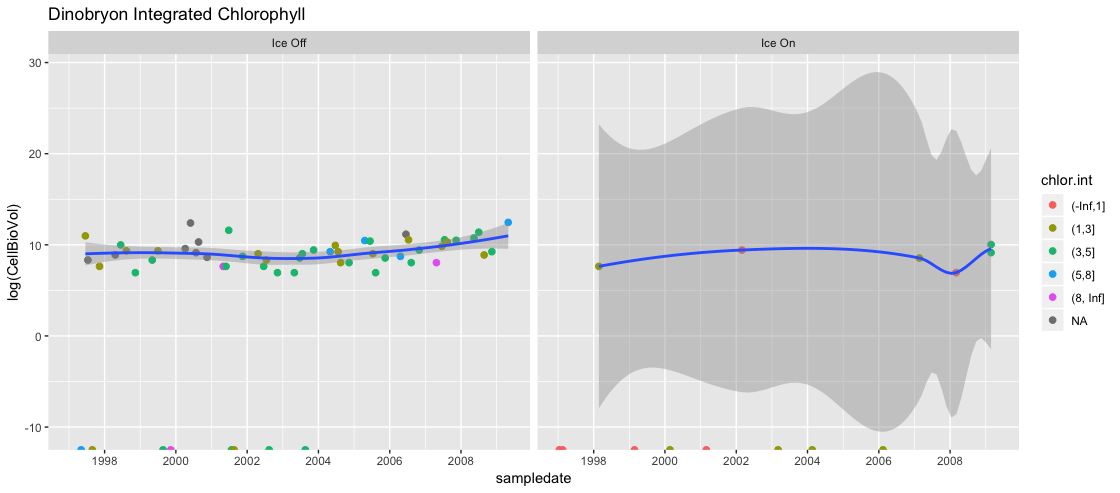 Dinobryon Integrated Chlorophyll
Ice Off
Ice On
log(CellBioVol)
30
20
10
0
-10
1998 2000 2002 2004 2006 2008
1998 2000 2002 2004 2006 2008
sampledate
chlor.int
(-Inf,1]
(1,3]
(3,5]
(5,8]
(8, Inf]
NA